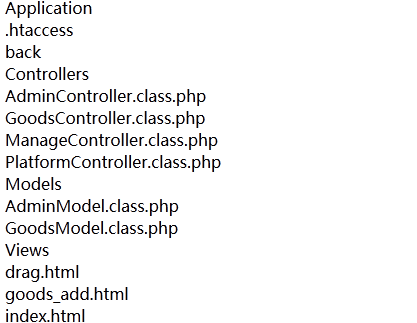 Application
.htaccess
back
Controllers
AdminController.class.php
GoodsController.class.php
ManageController.class.php
PlatformController.class.php
Models
AdminModel.class.php
GoodsModel.class.php
Views
drag.html
goods_add.html
index.html